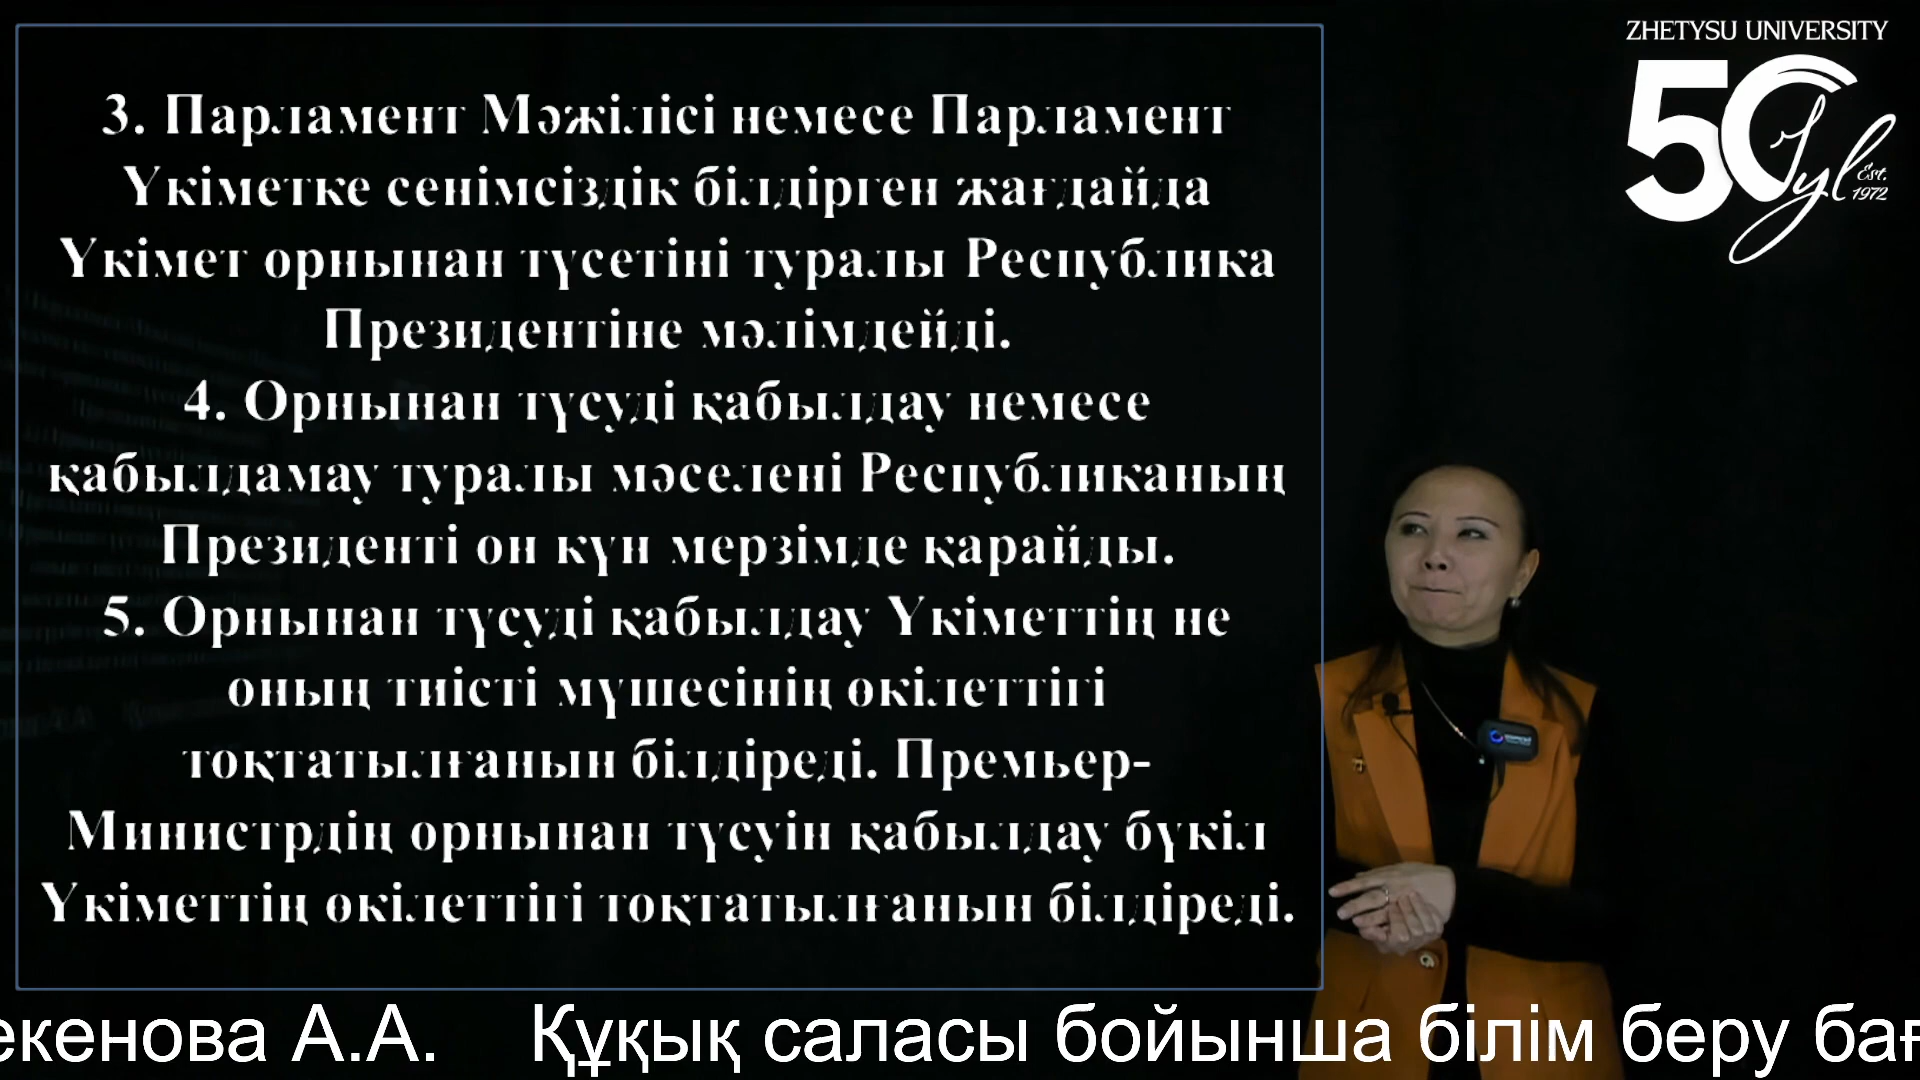 3. Парламент Мәжілісі немесе Парламент
Үкіметке сенімсіздік білдірген жағдайда
Үкімет орнынан түсетіні туралы Республика
Президентіне мәлімдейді.
4. Орнынан түсуді қабылдау немесе
қабылдамау туралы мәселені Республиканың
Президенті он күн мерзімде қарайды.
5. Орнынан түсуді қабылдау Үкіметтің не
оның тиісті мүшесінің өкілеттігі
тоқтатылғанын білдіреді. Премьер-
Министрдің орнынан түсуін қабылдау бүкіл
Үкіметтің өкілеттігі тоқтатылғанын білдіреді.
ZHETYSU UNIVERSITY
50 Jyl
Est.
1972
екенова А.А. Құқық саласы бойынша білім беру бағ